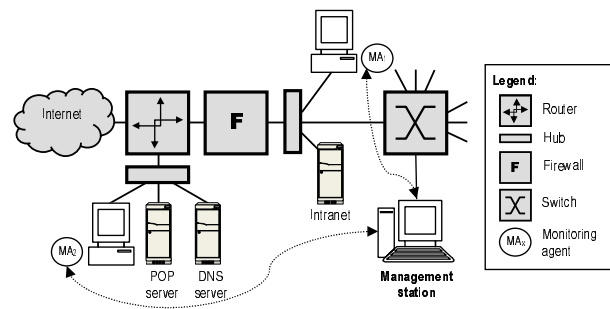 MA₁
Internet
F
Intranet
MA₂
POP
server
DNS
server
Management
station
Legend:
Router
Hub
F
Firewall
Switch
MAₓ
Monitoring
agent